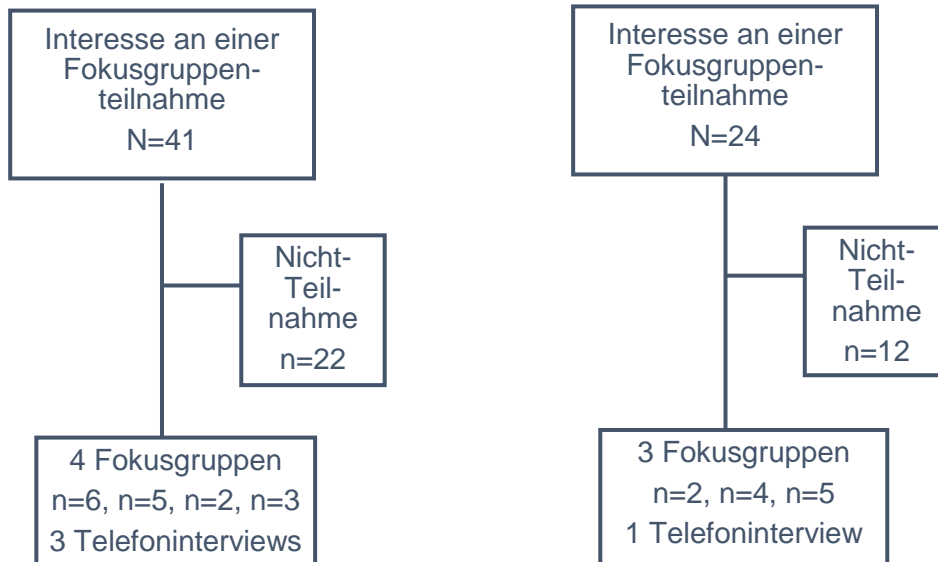 Interesse an einer
Fokusgruppen-
teilnahme
N=41
Nicht-
Teil-
nahme
n=22
4 Fokusgruppen
n=6, n=5, n=2, n=3
3 Telefoninterviews
Interesse an einer
Fokusgruppen-
teilnahme
N=24
Nicht-
Teil-
nahme
n=12
3 Fokusgruppen
n=2, n=4, n=5
1 Telefoninterview